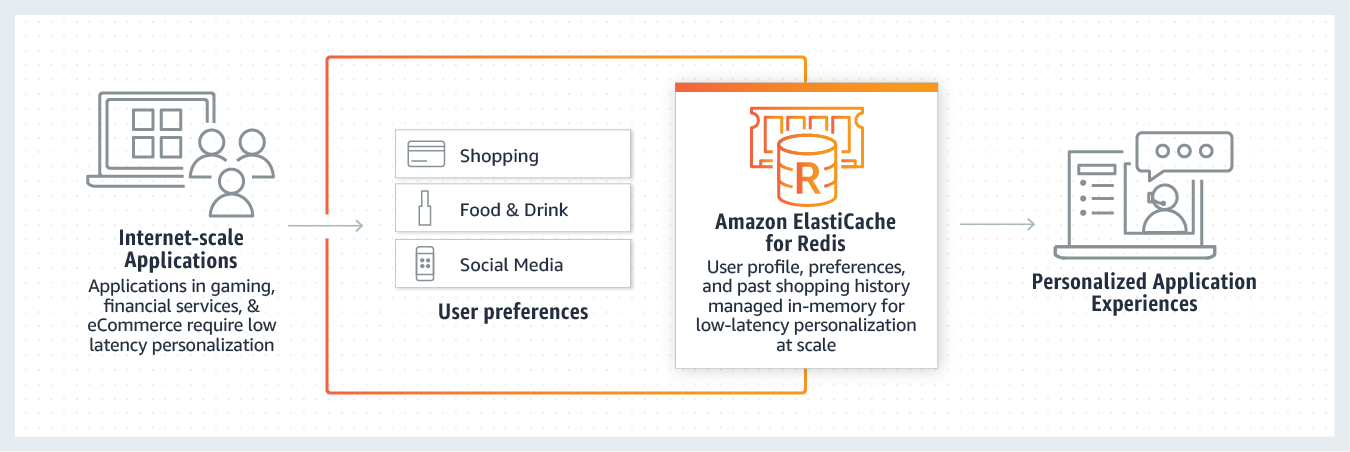 Internet-scale
Applications
Applications in gaming,
financial services, &
eCommerce require low
latency personalization
Shopping
Food & Drink
Social Media
User preferences
R
Amazon ElastiCache
for Redis
User profile, preferences,
and past shopping history
managed in-memory for
low-latency personalization
at scale
Personalized Application
Experiences